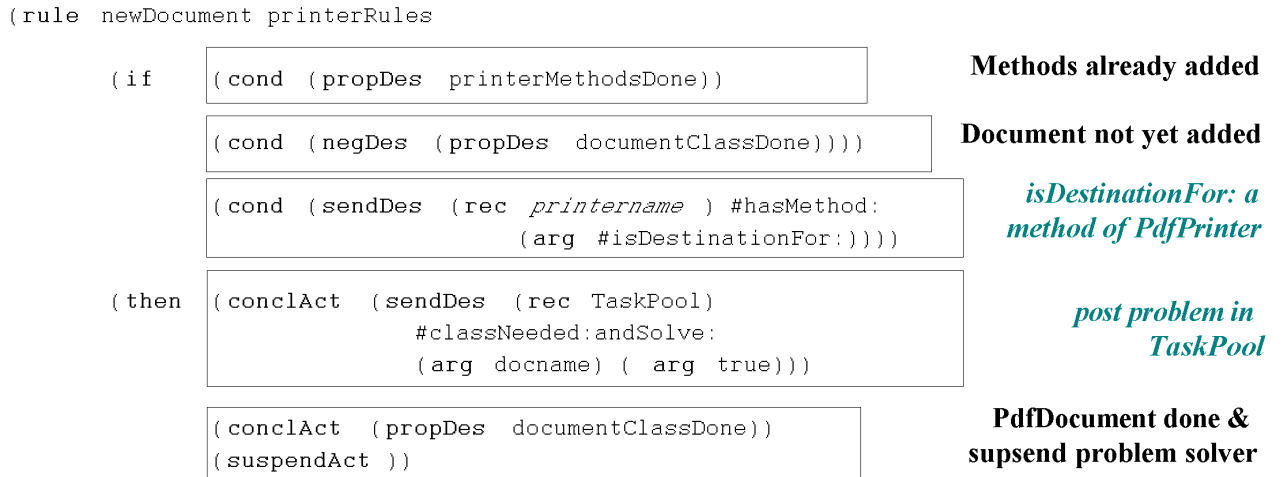 (rule newDocument printerRules
(if (cond (propDes printerMethodsDone)) Methods already added
(cond (negDes (propDes documentClassDone)))) Document not yet added
(cond (sendDes (rec printername ) #hasMethod: isDestinationFor: a
(arg #isDestinationFor:)))) method of PdfPrinter
(then (conclAct (sendDes (rec TaskPool)
#classNeeded:andSolve: post problem in
(arg docname) ( arg true))) TaskPool
(conclAct (propDes documentClassDone)) PdfDocument done &
(suspendAct )) supsend problem solver